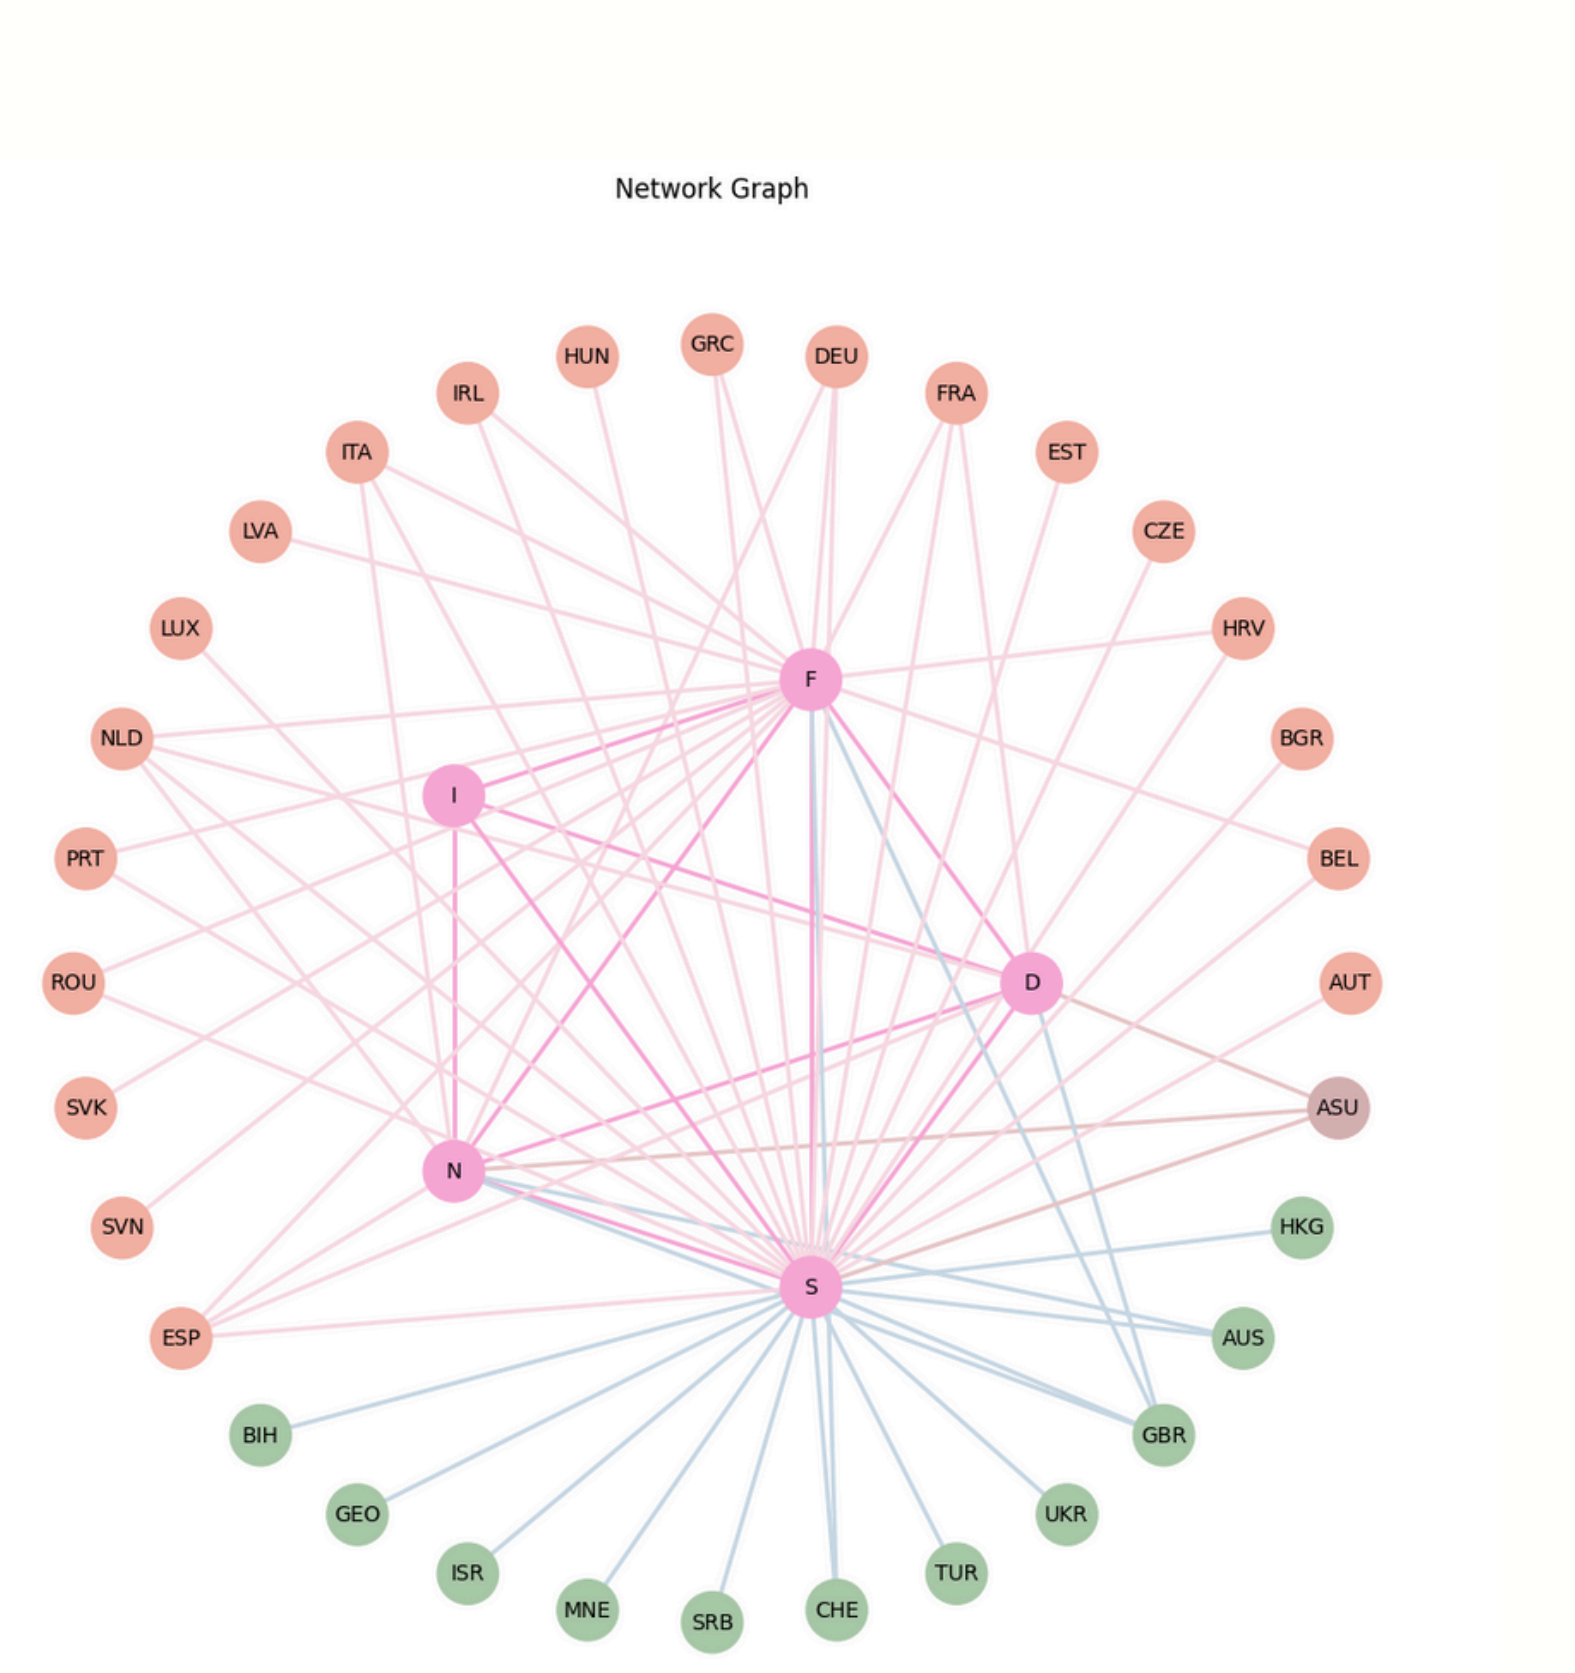 Network Graph
GRC
HUN
DEU
IRL
FRA
ITA
EST
LVA
CZE
LUX
HRV
F
NLD
BGR
I
PRT
BEL
ROU
D
AUT
SVK
ASU
N
SVN
HKG
S
ESP
AUS
BIH
GBR
GEO
UKR
ISR
TUR
MNE
CHE
SRB